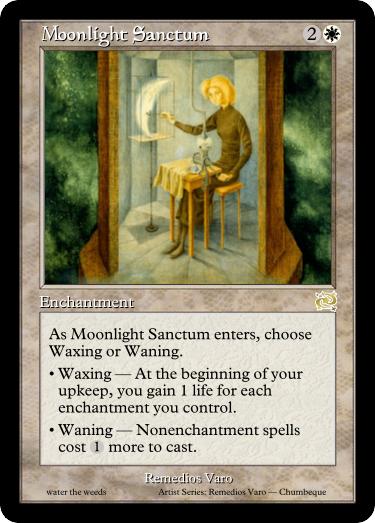 Moonlight Sanctum 2
Enchantment
As Moonlight Sanctum enters, choose
Waxing or Waning.
• Waxing — At the beginning of your
upkeep, you gain 1 life for each
enchantment you control.
• Waning — Nonenchantment spells
cost 1 more to cast.
Remedios Varo
water the weeds Artist Series: Remedios Varo — Chumbeque